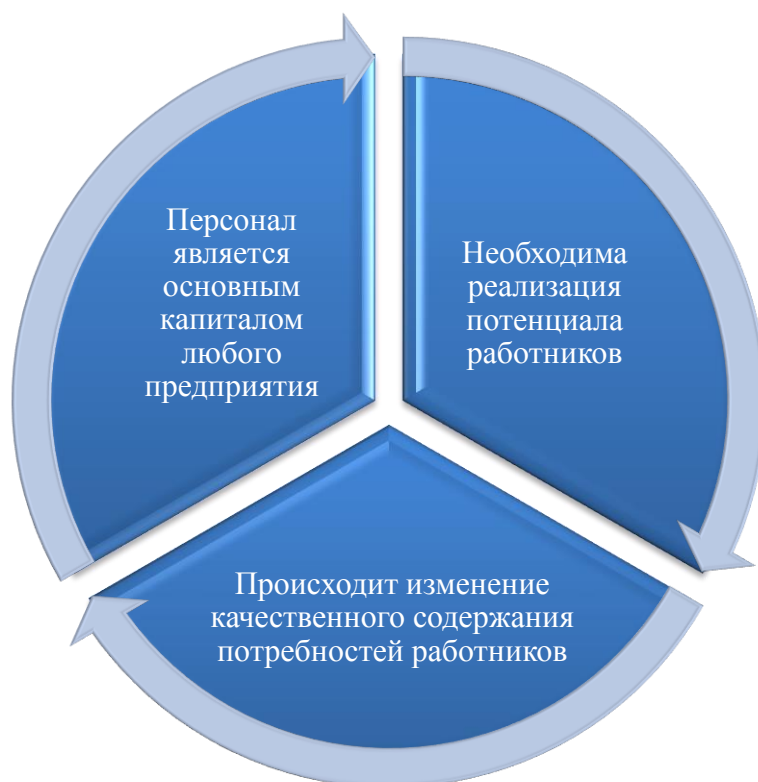 Персонал
является
основным
капиталом
любого
предприятия
Необходима
реализация
потенциала
работников
Происходит изменение
качественного содержания
потребностей работников